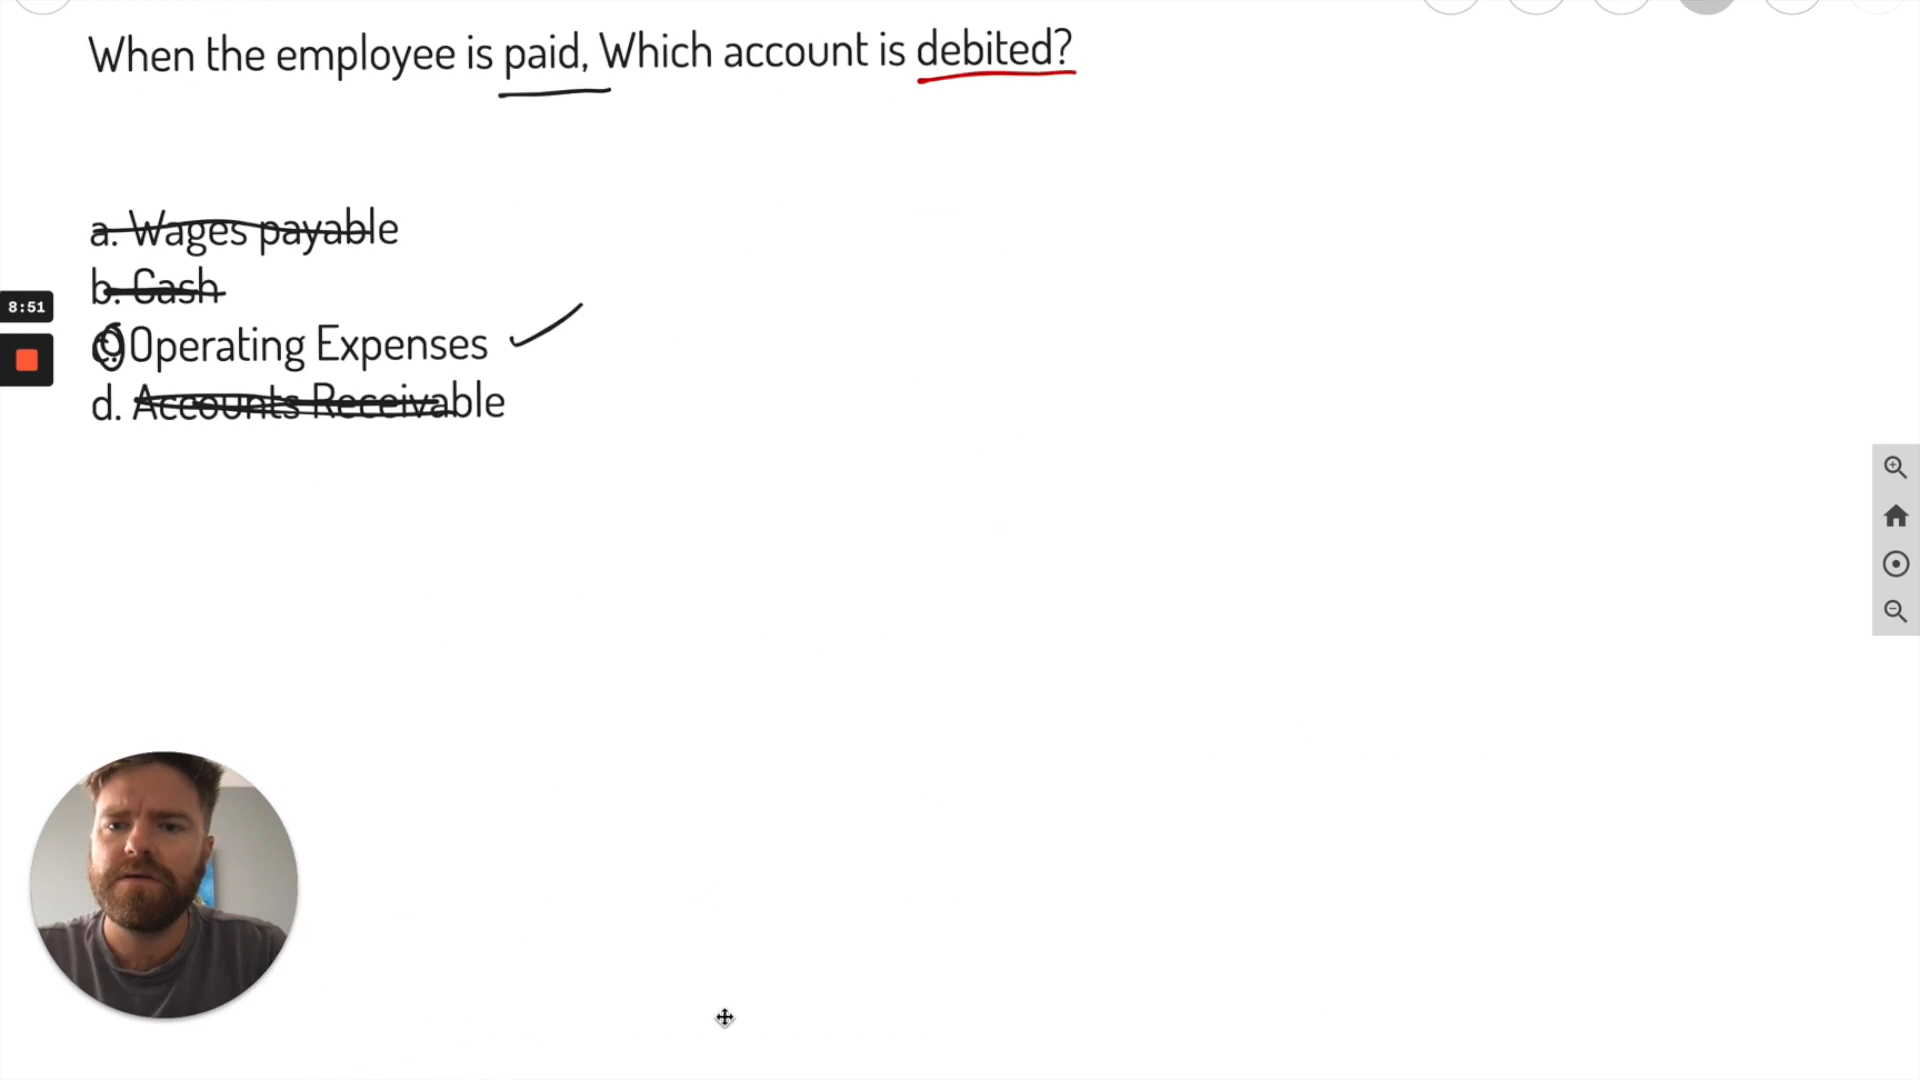 When the employee is paid, Which account is debited?
a. Wages payable
b. Cash
c. Operating Expenses
d. Accounts Receivable
8:51